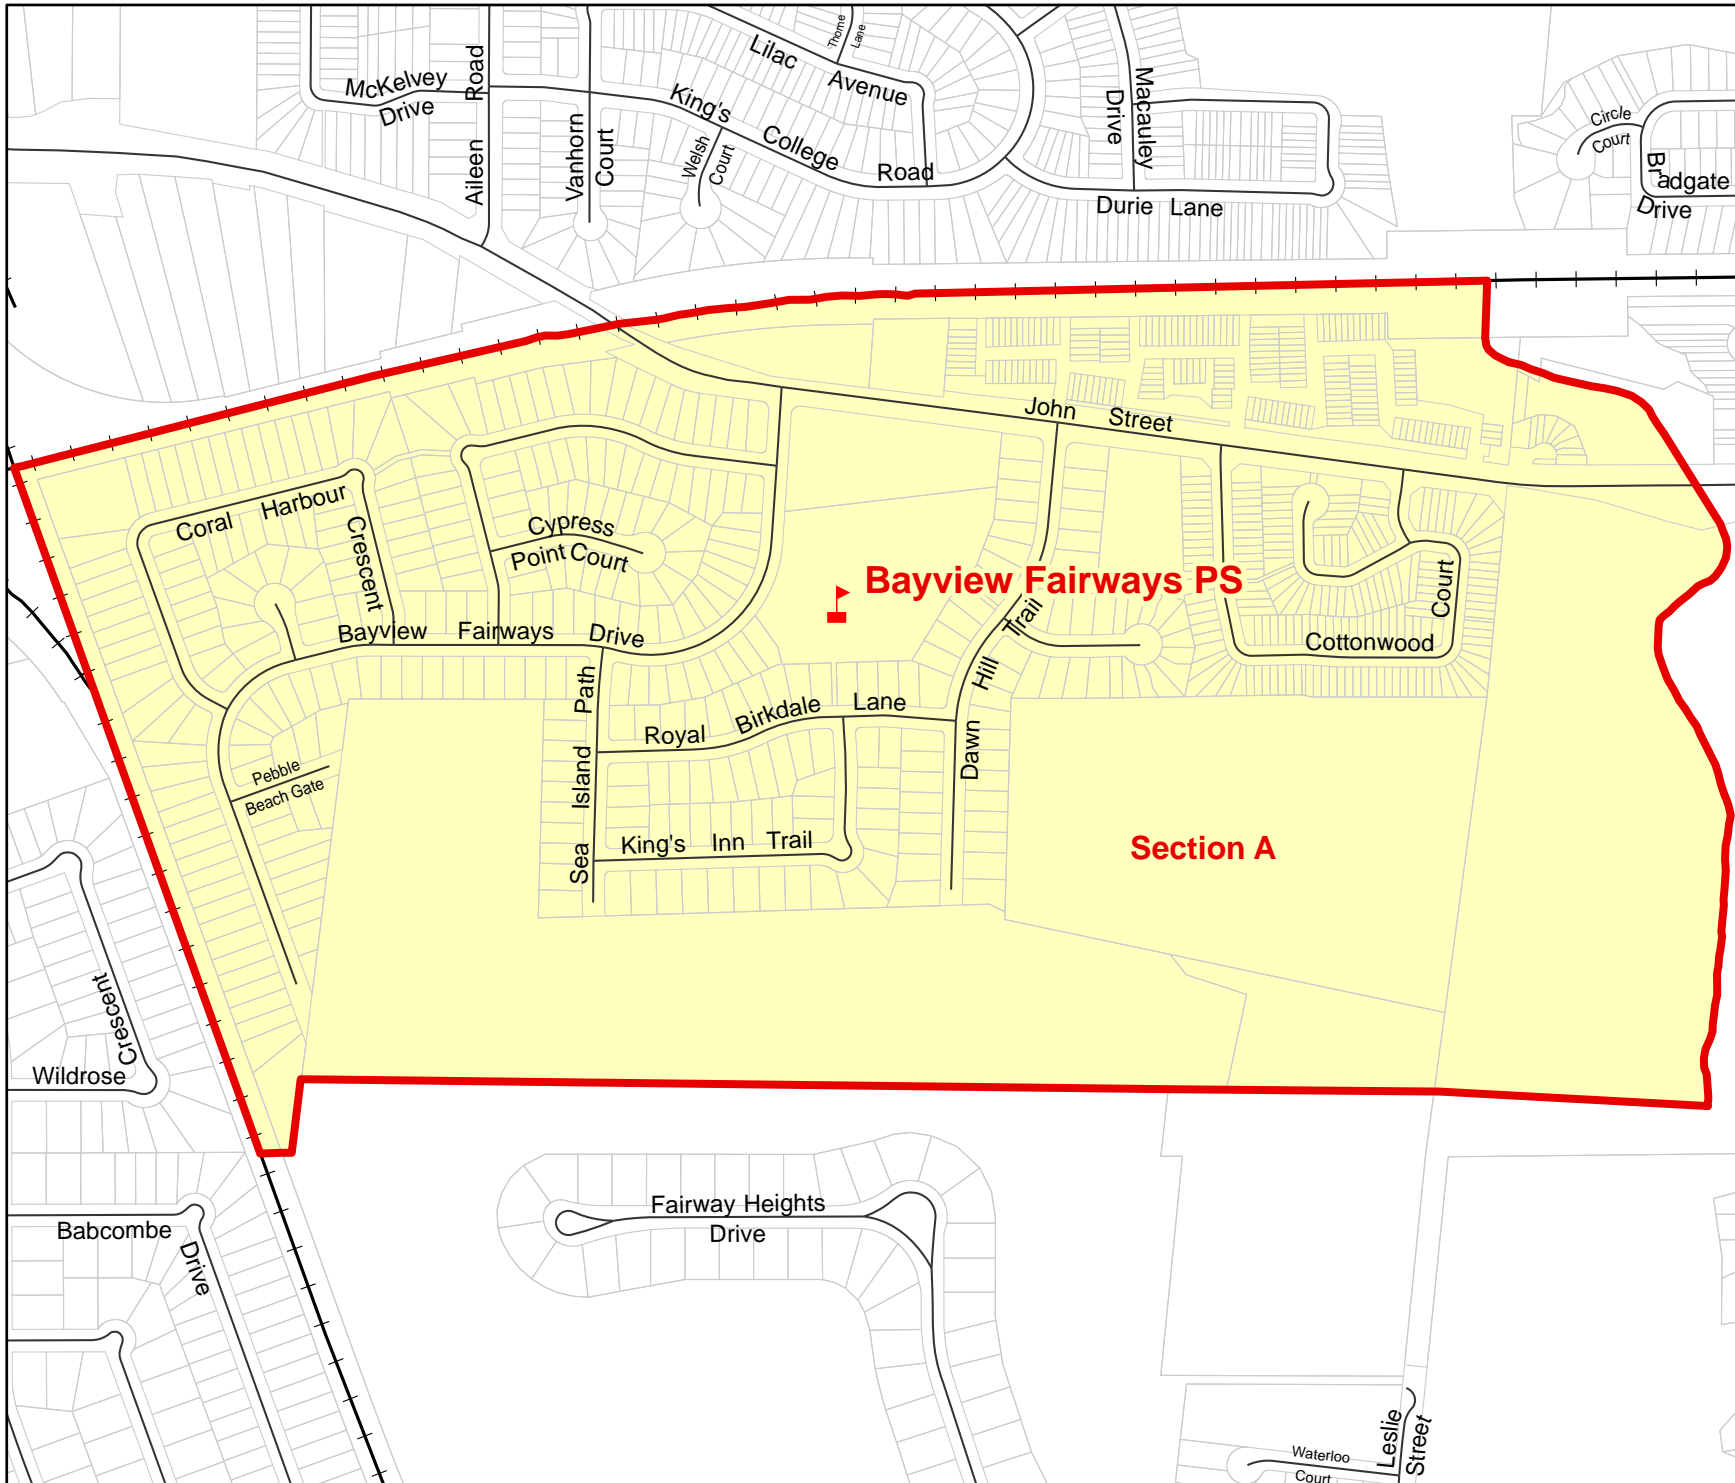 Thorne
Lane
Lilac Avenue
McKelvey
Drive
Aileen Road
Vanhorn
Court
King's College Road
Welsh
Court
Macauley
Drive
Durie Lane
Circle
Court
Bradgate
Drive
John Street
Coral Harbour
Crescent
Cypress
Point Court
Bayview Fairways PS
Bayview Fairways Drive
Dawn Hill Trail
Cottonwood
Court
Sea Island Path
Royal Birkdale Lane
Pebble
Beach Gate
King's Inn Trail
Section A
Wildrose
Crescent
Babcombe
Drive
Fairway Heights
Drive
Leslie
Street
Waterloo
Court